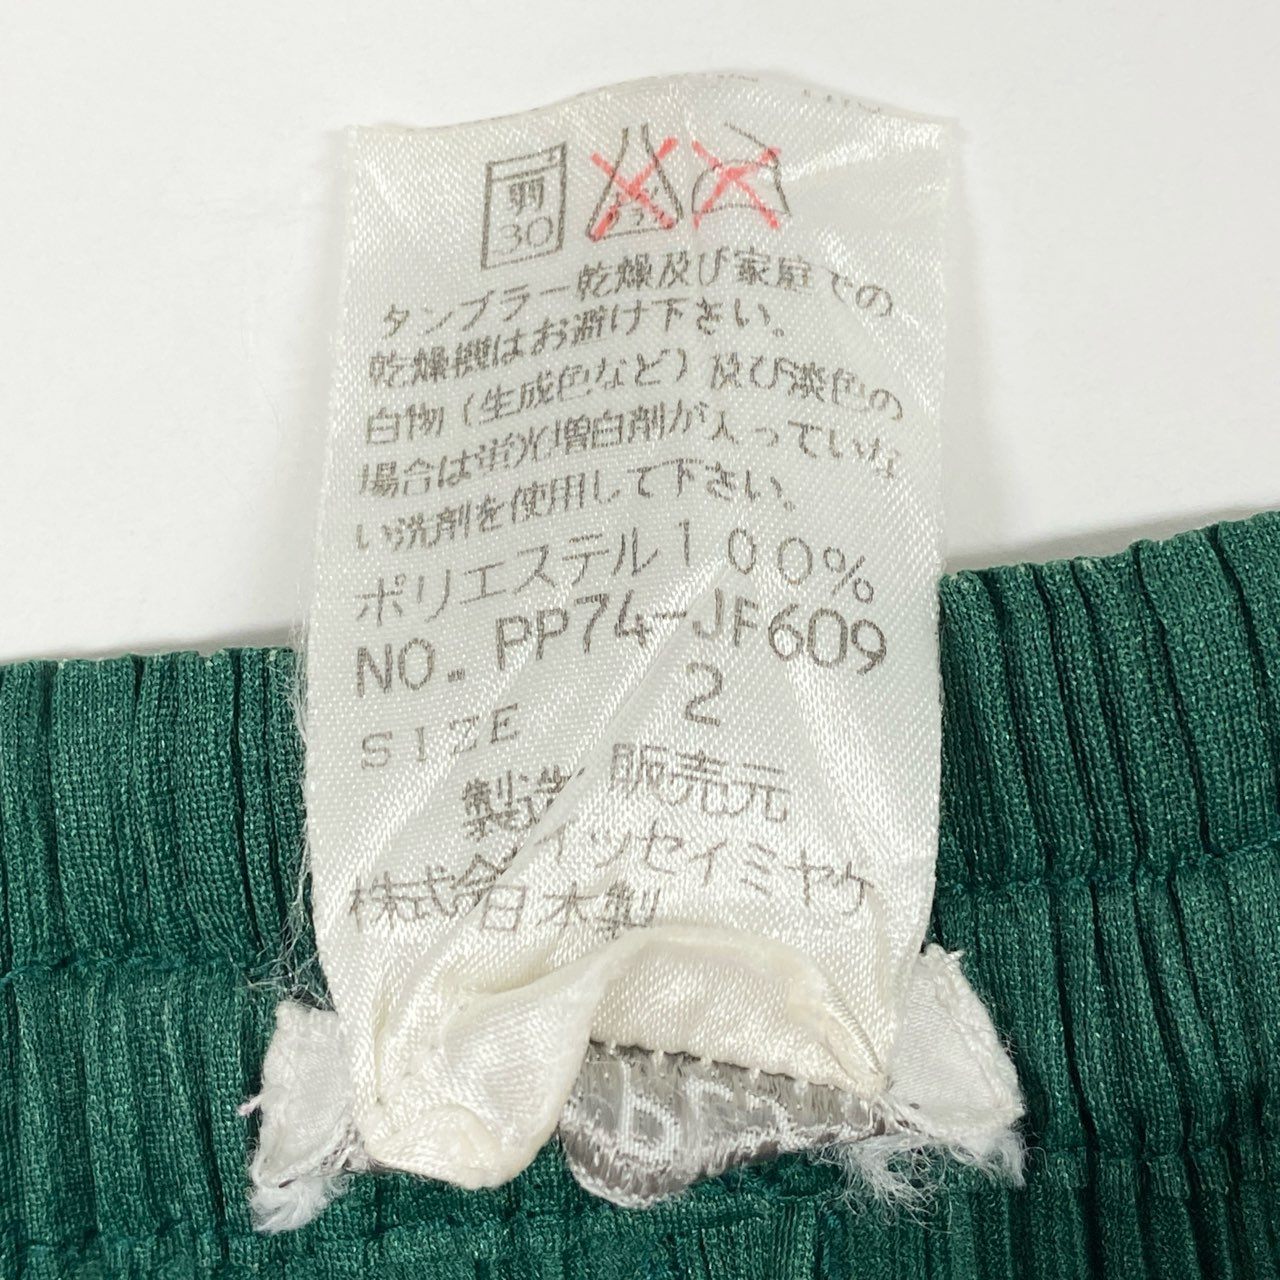 弱
30
タンブラー乾燥及び家庭での
乾燥機はお避け下さい。
白物（生成色など）及び淡色の
場合は蛍光増白剤が入っていな
い洗剤を使用して下さい。
ポリエステル100%
NO. PP74-JF609
SIZE 2
製造 販売元
株式会 イッセイミヤケ
日本製